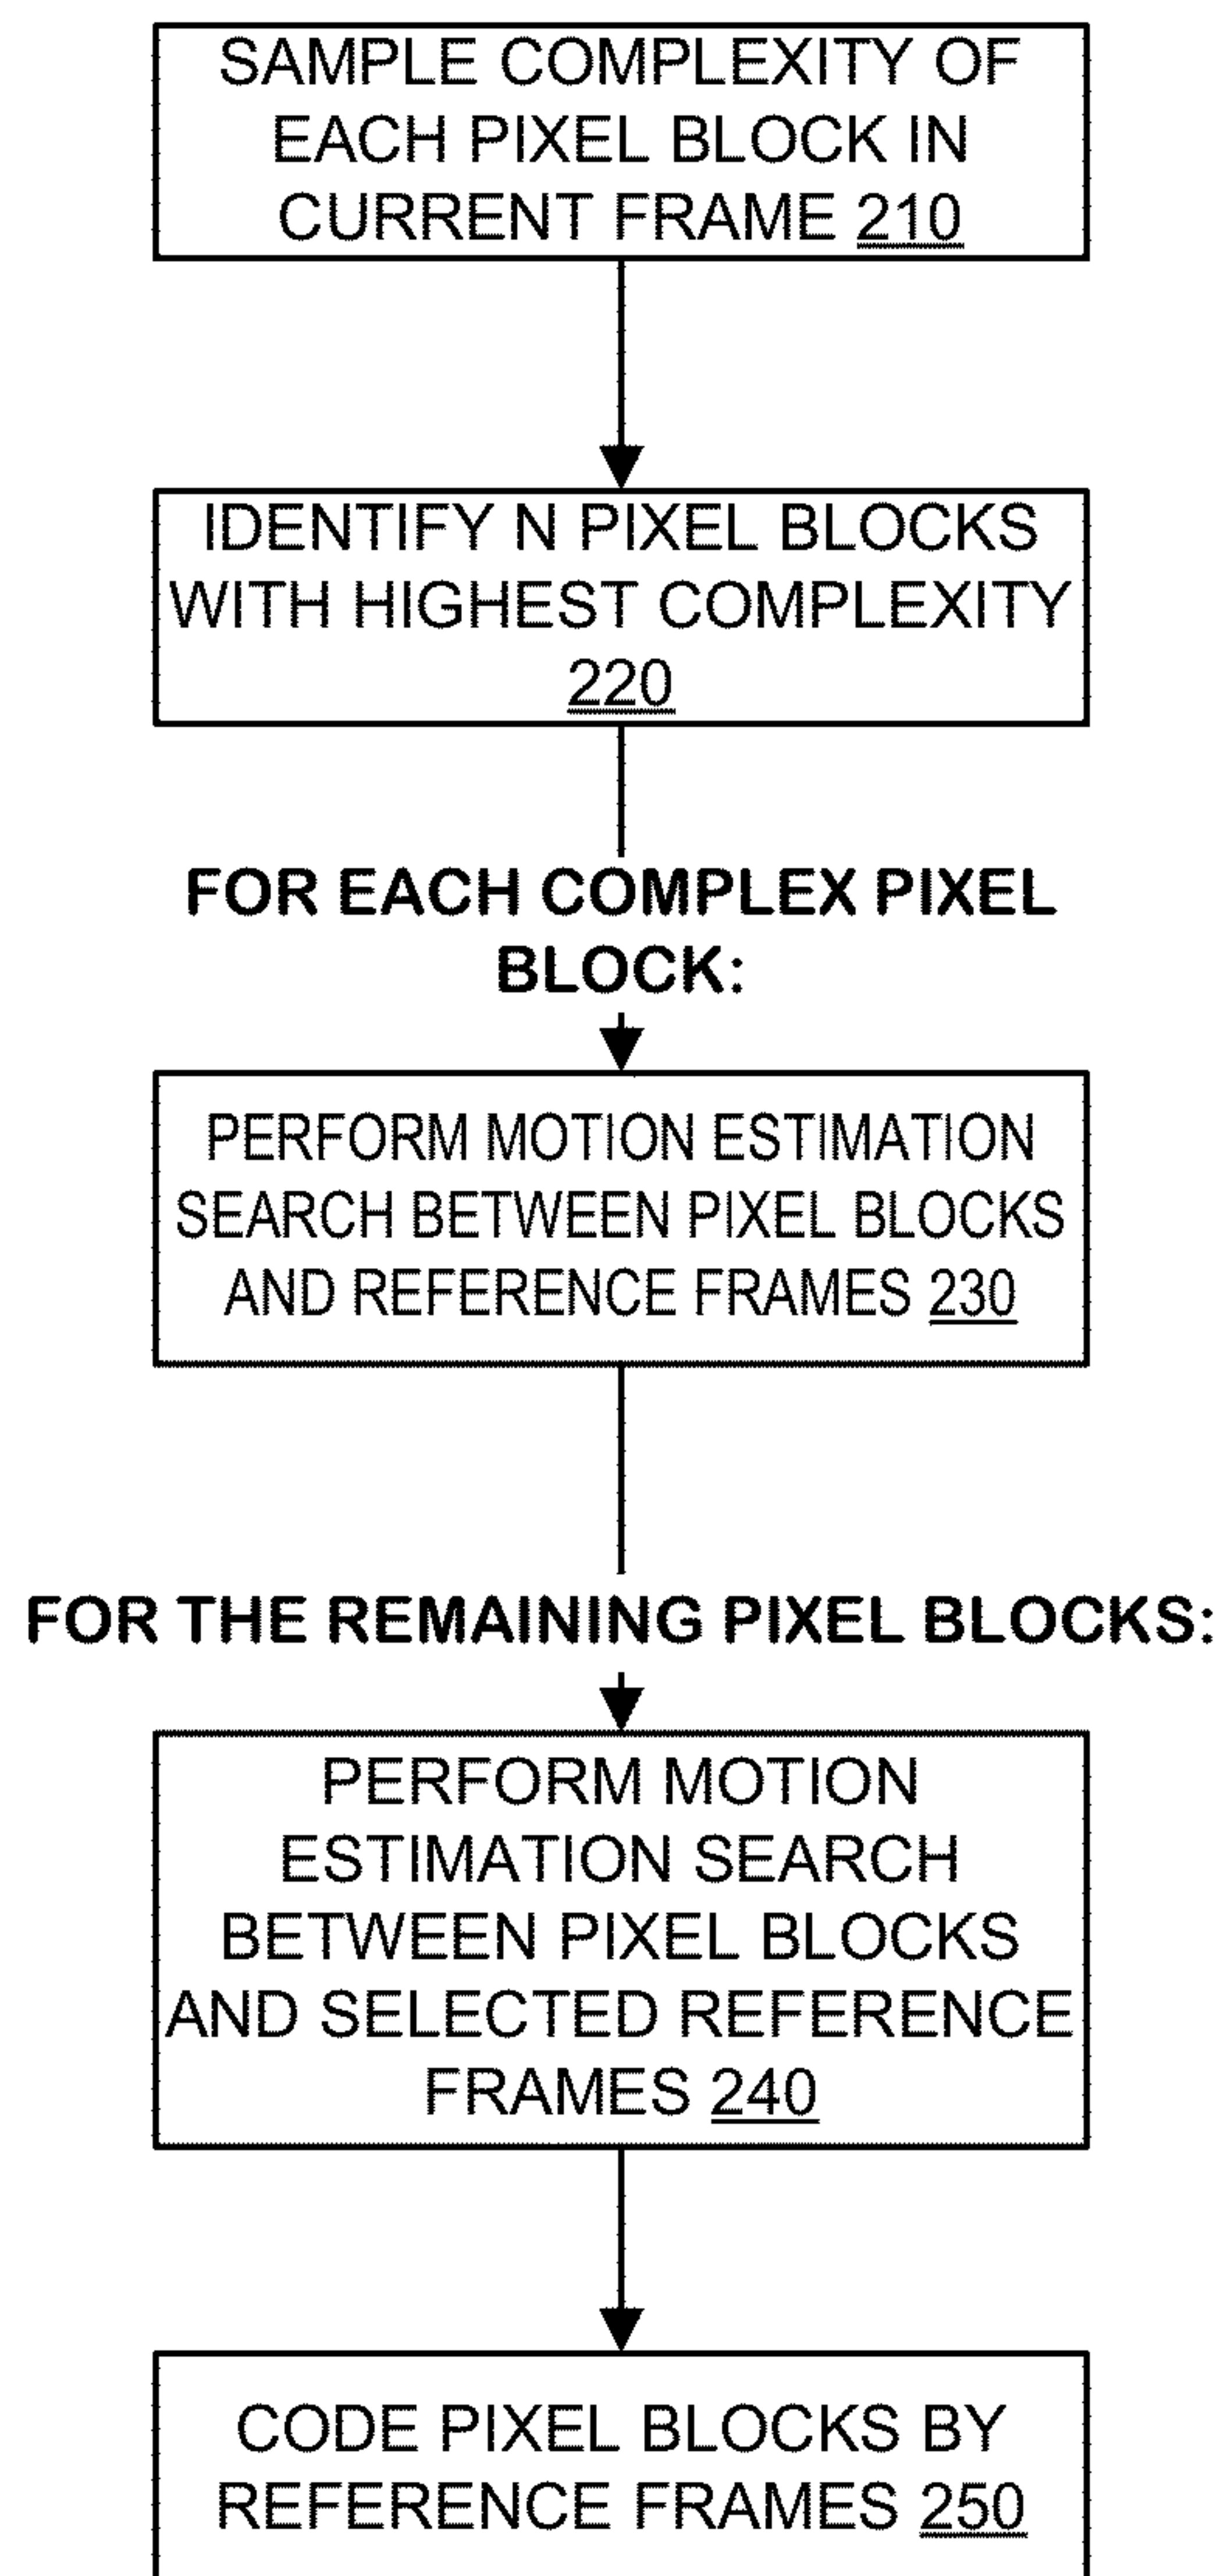 SAMPLE COMPLEXITY OF
EACH PIXEL BLOCK IN
CURRENT FRAME 210
IDENTIFY N PIXEL BLOCKS
WITH HIGHEST COMPLEXITY
220
FOR EACH COMPLEX PIXEL
BLOCK:
PERFORM MOTION ESTIMATION
SEARCH BETWEEN PIXEL BLOCKS
AND REFERENCE FRAMES 230
FOR THE REMAINING PIXEL BLOCKS:
PERFORM MOTION
ESTIMATION SEARCH
BETWEEN PIXEL BLOCKS
AND SELECTED REFERENCE
FRAMES 240
CODE PIXEL BLOCKS BY
REFERENCE FRAMES 250